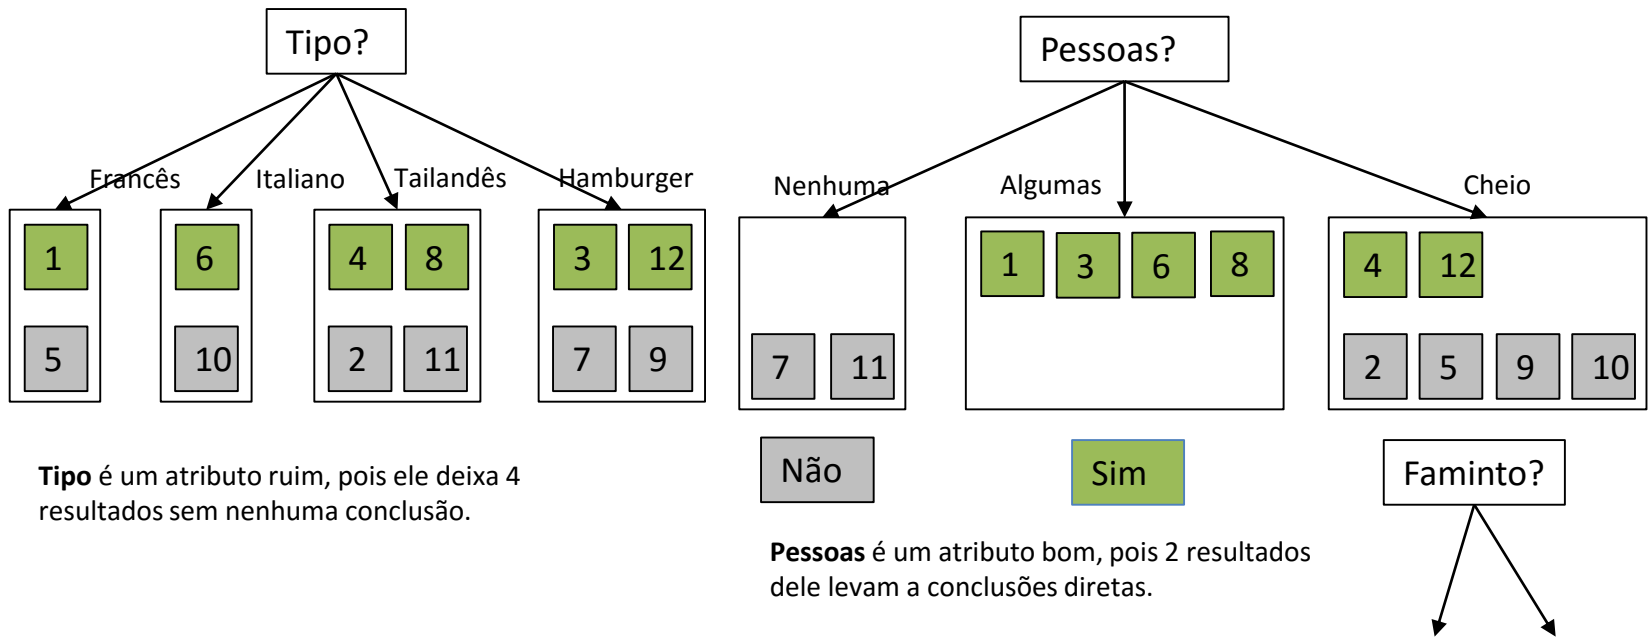 Tipo?
Francês Italiano Tailandês Hamburger
1 6 4 8 3 12
5 10 2 11 7 9
Tipo é um atributo ruim, pois ele deixa 4
resultados sem nenhuma conclusão.
Pessoas?
Nenhuma Algumas Cheio
1 3 6 8 4 12
7 11 2 5 9 10
Não Sim Faminto?
Pessoas é um atributo bom, pois 2 resultados
dele levam a conclusões diretas.